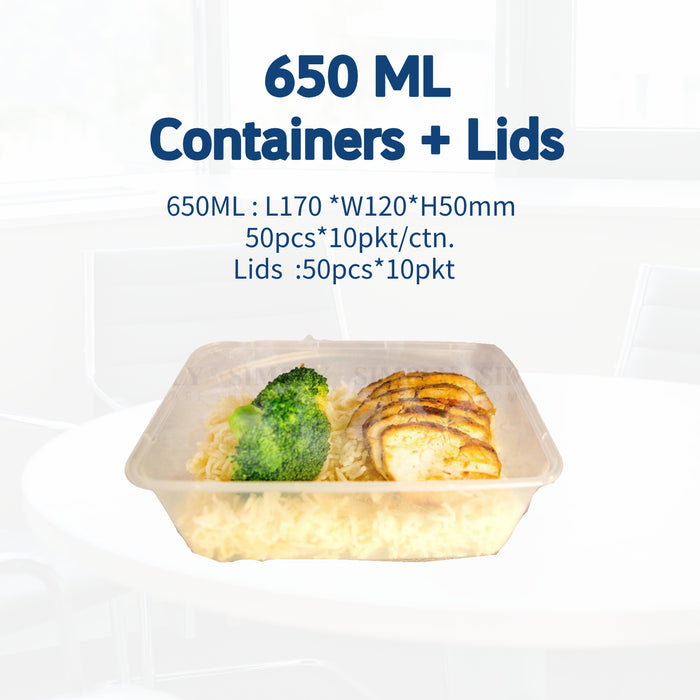 650 ML
Containers + Lids
650ML : L170 *W120*H50mm
50pcs*10pkt/ctn.
Lids :50pcs*10pkt